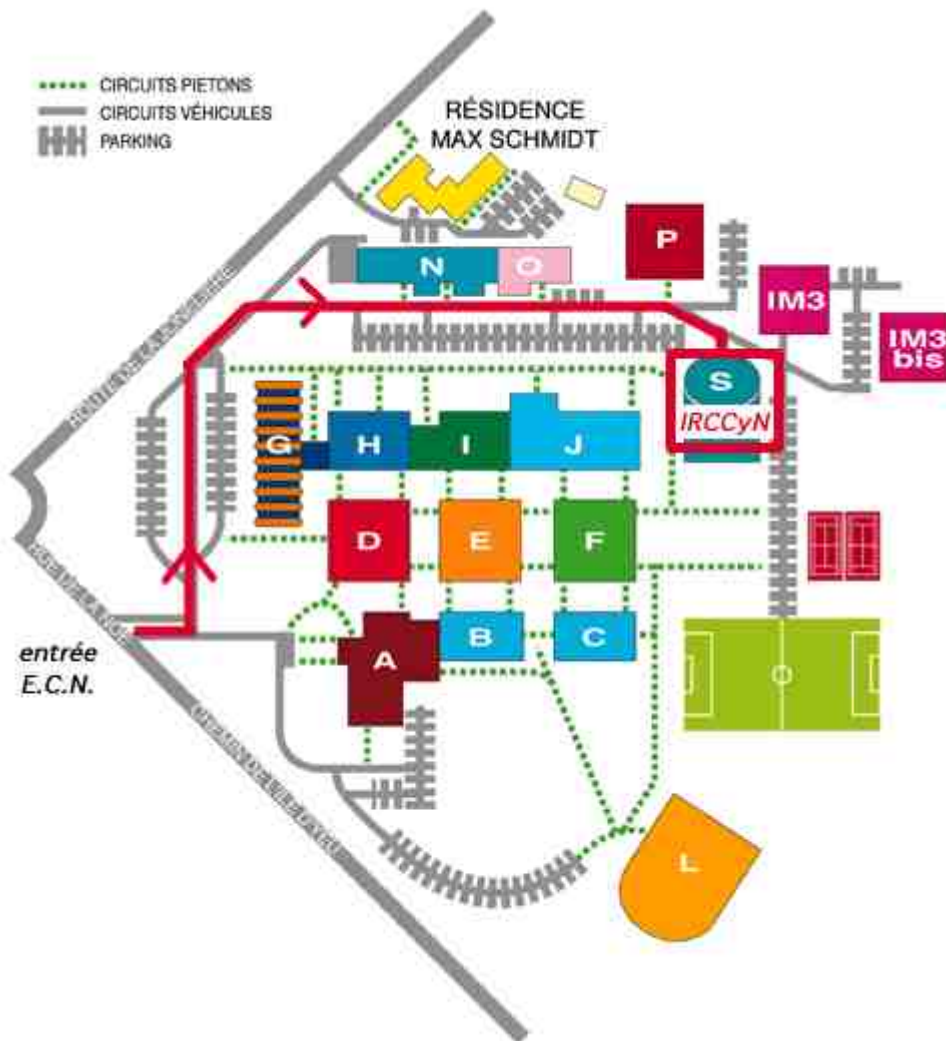 CIRCUITS PIETONS
CIRCUITS VÉHICULES
PARKING
RÉSIDENCE
MAX SCHMIDT
P
N
O
IM3
IM3
bis
S
IRCCyN
G
H
I
J
D
E
F
A
B
C
entrée
E.C.N.
L